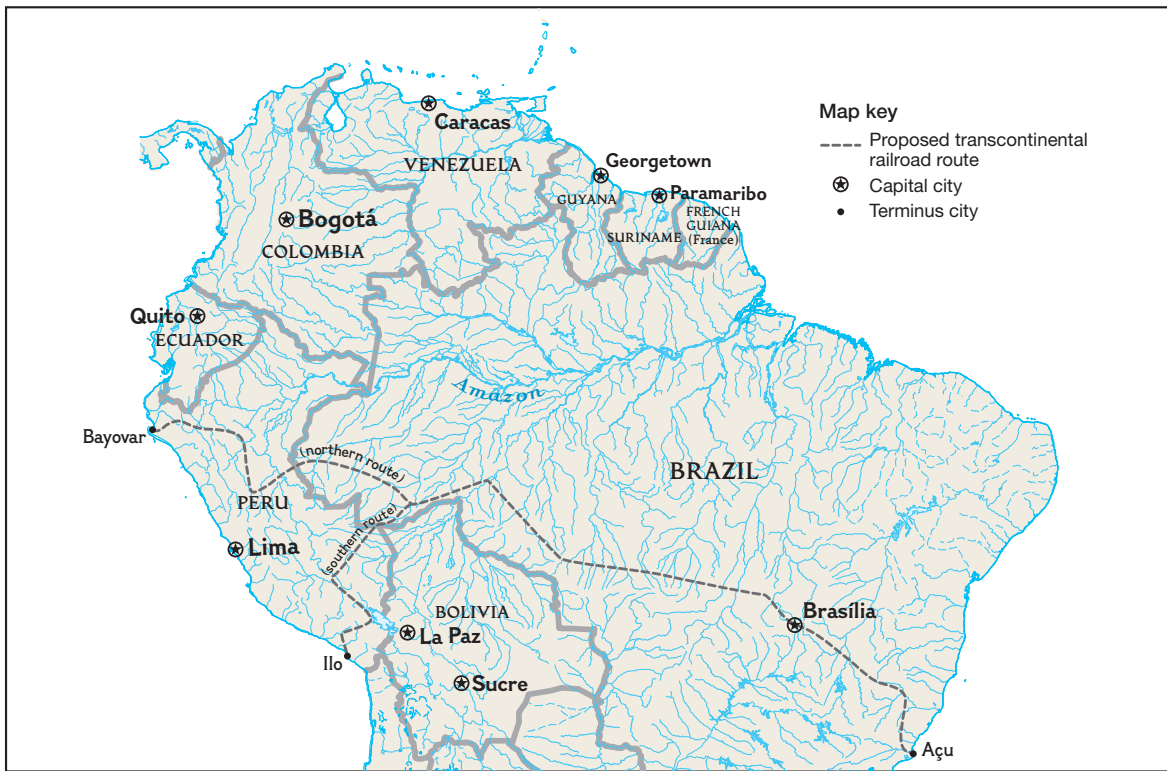 Map key
Proposed transcontinental
railroad route
Capital city
Terminus city
Caracas
VENEZUELA
Georgetown
GUYANA
Paramaribo
FRENCH
GUIANA
(France)
SURINAME
Bogotá
COLOMBIA
Quito
ECUADOR
Amazon
Bayovar
(northern route)
BRAZIL
PERU
Lima
(southern route)
BOLIVIA
Brasília
La Paz
Ilo
Sucre
Açu